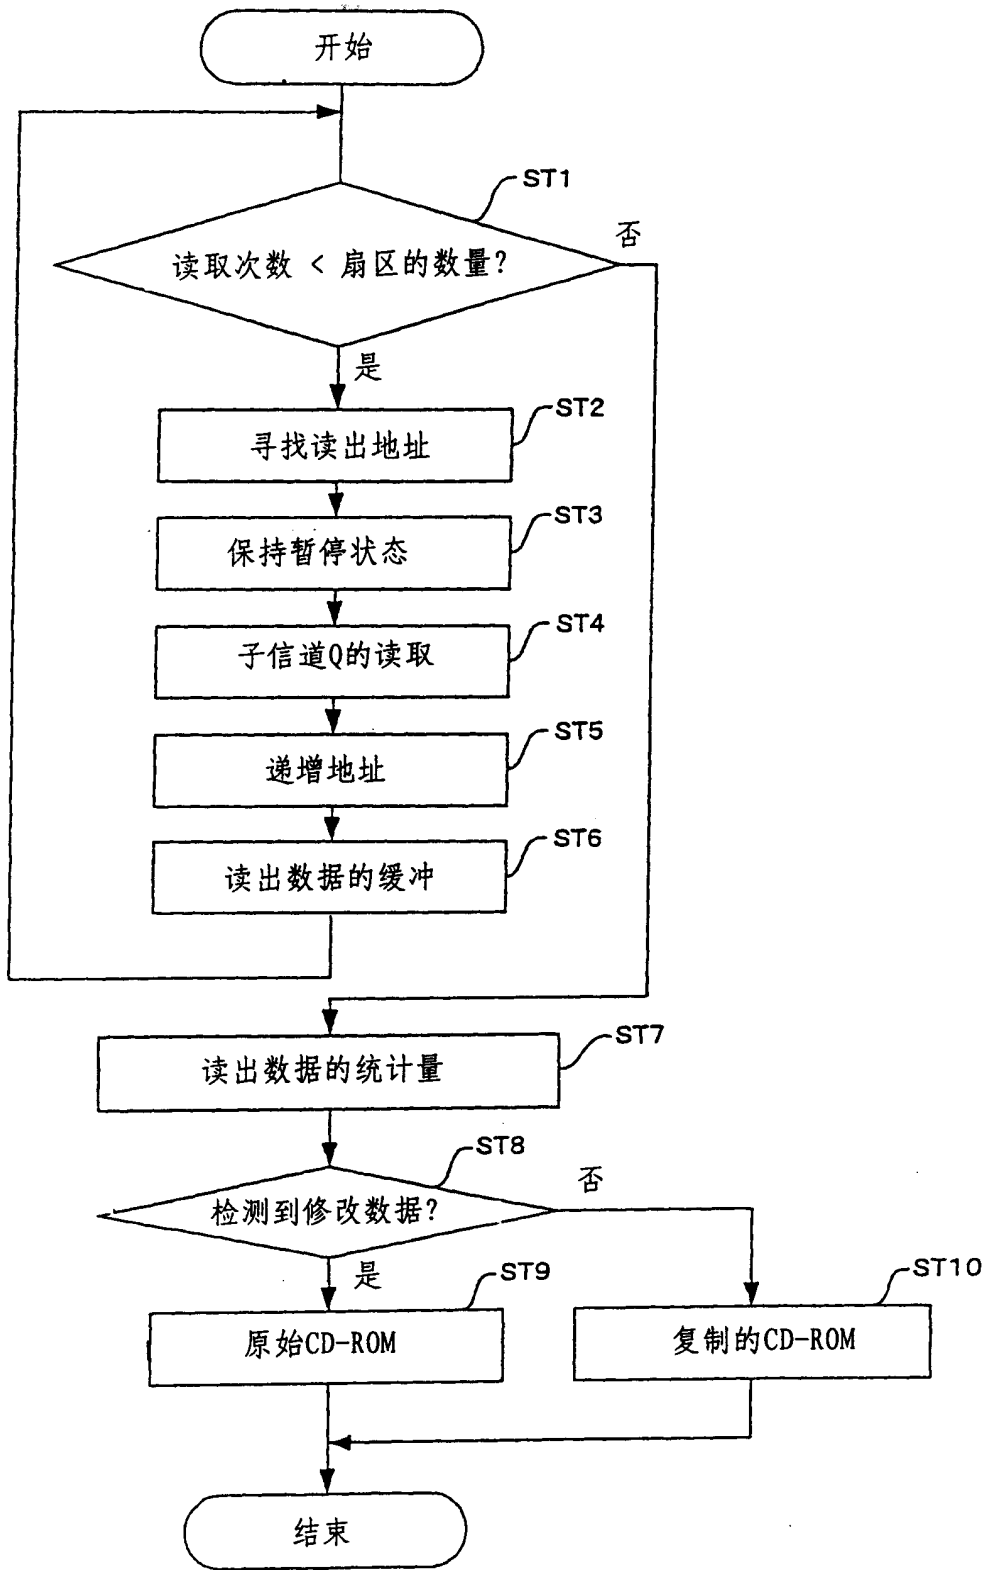 开始
ST1
读取次数 < 扇区的数量?
否
是
ST2
寻找读出地址
ST3
保持暂停状态
ST4
子信道Q的读取
ST5
递增地址
ST6
读出数据的缓冲
ST7
读出数据的统计量
ST8
检测到修改数据?
否
是
ST9
原始CD-ROM
ST10
复制的CD-ROM
结束